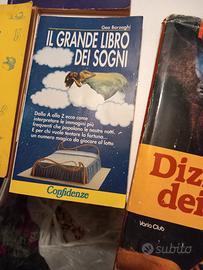 Geo Barzaghi
IL GRANDE LIBRO
DEI SOGNI
Dalla A alla Z ecco come
interpretare le immagini più
frequenti che popolano le nostre notti.
E per chi vuole tentare la fortuna...
un numero magico da giocare al lotto
Confidenze
Diz
dei
Vario Club
subito